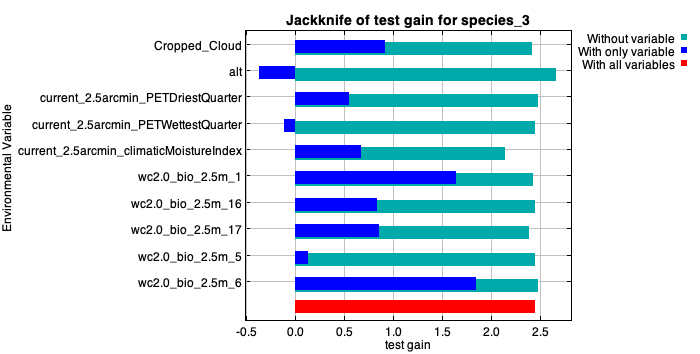 Jackknife of test gain for species_3
Without variable
With only variable
With all variables
Environmental Variable
Cropped_Cloud
alt
current_2.5arcmin_PETDriestQuarter
current_2.5arcmin_PETWettestQuarter
current_2.5arcmin_climaticMoistureIndex
wc2.0_bio_2.5m_1
wc2.0_bio_2.5m_16
wc2.0_bio_2.5m_17
wc2.0_bio_2.5m_5
wc2.0_bio_2.5m_6
-0.5 0.0 0.5 1.0 1.5 2.0 2.5
test gain